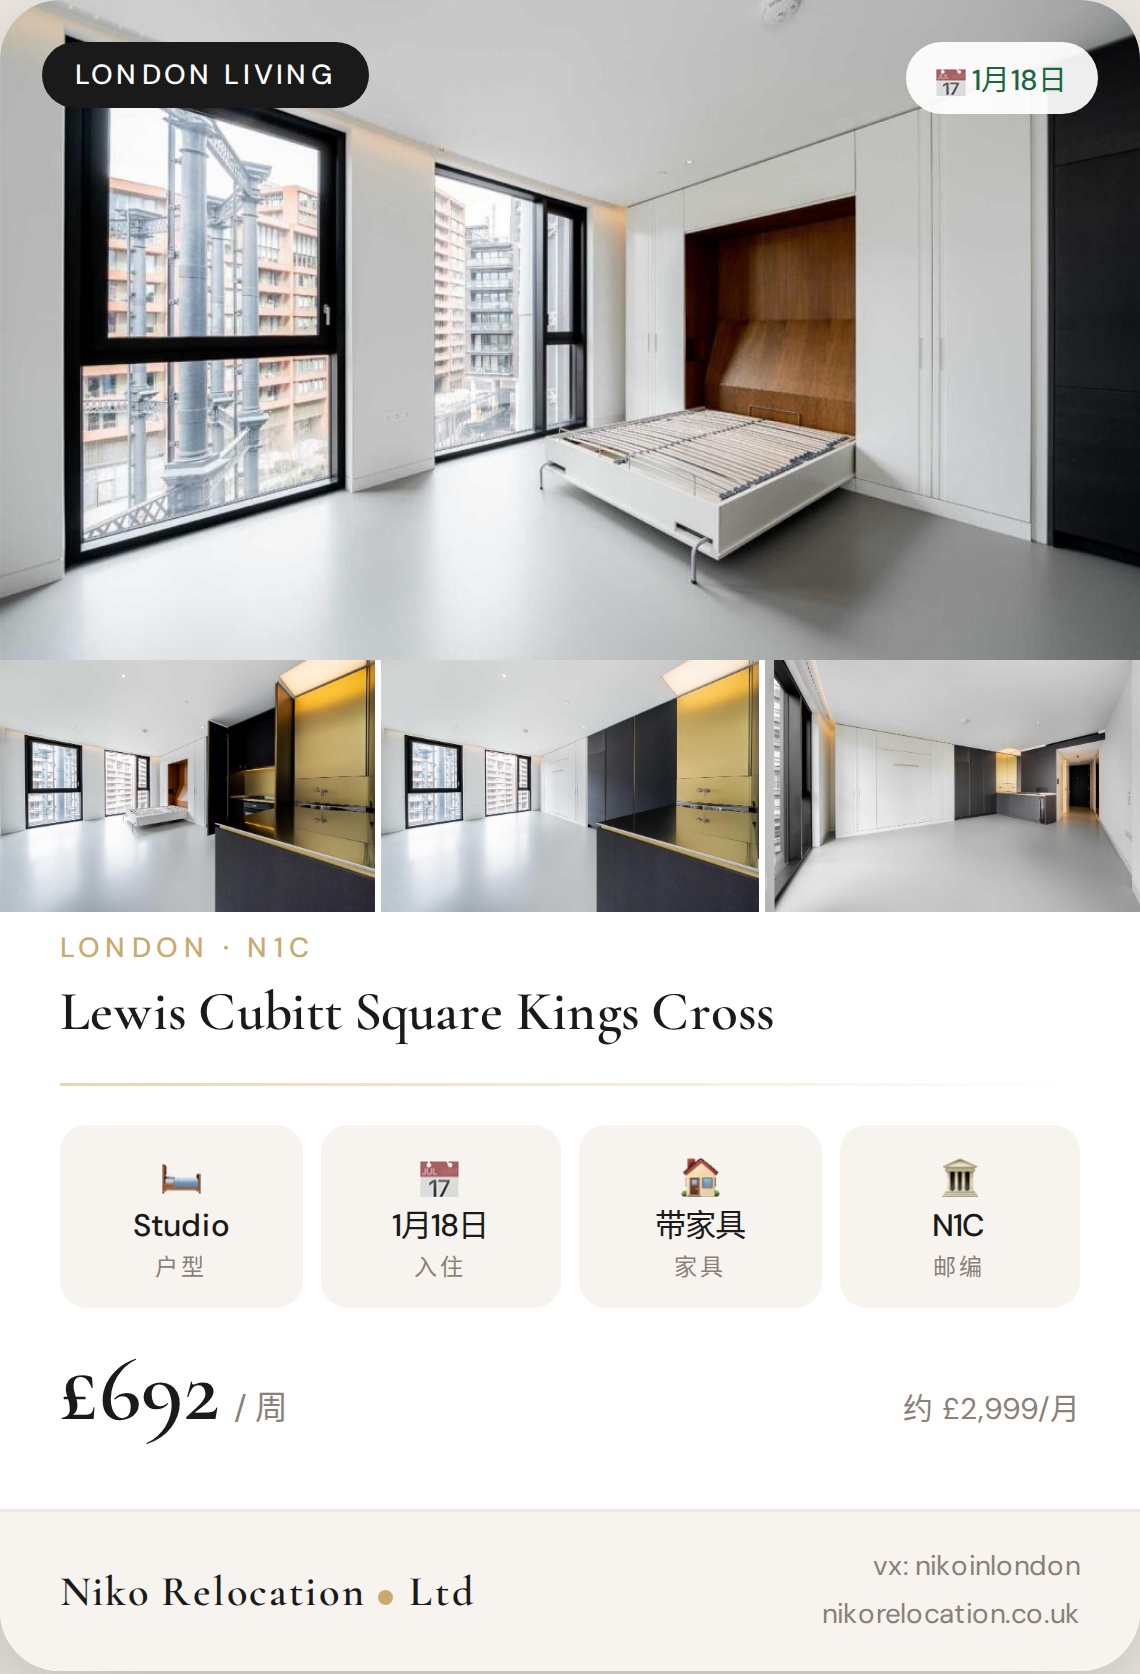 LONDON LIVING
1月18日
LONDON · N1C
Lewis Cubitt Square Kings Cross
Studio
户型
1月18日
入住
带家具
家具
N1C
邮编
£692 / 周
约 £2,999/月
Niko Relocation • Ltd
vx: nikoinlondon
nikorelocation.co.uk